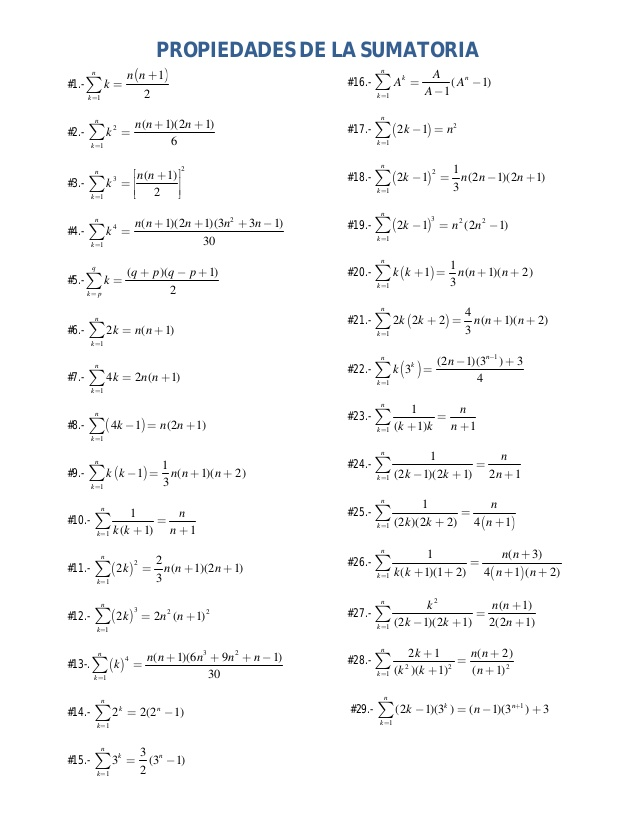 PROPIEDADES DE LA SUMATORIA
#1.- \sum_{k=1}^{n} k = \frac{n(n+1)}{2}
#2.- \sum_{k=1}^{n} k^2 = \frac{n(n+1)(2n+1)}{6}
#3.- \sum_{k=1}^{n} k^3 = \left[\frac{n(n+1)}{2}\right]^2
#4.- \sum_{k=1}^{n} k^4 = \frac{n(n+1)(2n+1)(3n^2+3n-1)}{30}
#5.- \sum_{k=p}^{q} k = \frac{(q+p)(q-p+1)}{2}
#6.- \sum_{k=1}^{n} 2k = n(n+1)
#7.- \sum_{k=1}^{n} 4k = 2n(n+1)
#8.- \sum_{k=1}^{n} (4k-1) = n(2n+1)
#9.- \sum_{k=1}^{n} k(k-1) = \frac{1}{3}n(n+1)(n+2)
#10.- \sum_{k=1}^{n} \frac{1}{k(k+1)} = \frac{n}{n+1}
#11.- \sum_{k=1}^{n} (2k)^2 = \frac{2}{3}n(n+1)(2n+1)
#12.- \sum_{k=1}^{n} (2k)^3 = 2n^2(n+1)^2
#13-. \sum_{k=1}^{n} (k)^4 = \frac{n(n+1)(6n^3+9n^2+n-1)}{30}
#14.- \sum_{k=1}^{n} 2^k = 2(2^n-1)
#15.- \sum_{k=1}^{n} 3^k = \frac{3}{2}(3^n-1)
#16.- \sum_{k=1}^{n} A^k = \frac{A}{A-1}(A^n-1)
#17.- \sum_{k=1}^{n} (2k-1) = n^2
#18.- \sum_{k=1}^{n} (2k-1)^2 = \frac{1}{3}n(2n-1)(2n+1)
#19.- \sum_{k=1}^{n} (2k-1)^3 = n^2(2n^2-1)
#20.- \sum_{k=1}^{n} k(k+1) = \frac{1}{3}n(n+1)(n+2)
#21.- \sum_{k=1}^{n} 2k(2k+2) = \frac{4}{3}n(n+1)(n+2)
#22.- \sum_{k=1}^{n} k(3^k) = \frac{(2n-1)(3^{n-1})+3}{4}
#23.- \sum_{k=1}^{n} \frac{1}{(k+1)k} = \frac{n}{n+1}
#24.- \sum_{k=1}^{n} \frac{1}{(2k-1)(2k+1)} = \frac{n}{2n+1}
#25.- \sum_{k=1}^{n} \frac{1}{(2k)(2k+2)} = \frac{n}{4(n+1)}
#26.- \sum_{k=1}^{n} \frac{1}{k(k+1)(1+2)} = \frac{n(n+3)}{4(n+1)(n+2)}
#27.- \sum_{k=1}^{n} \frac{k^2}{(2k-1)(2k+1)} = \frac{n(n+1)}{2(2n+1)}
#28.- \sum_{k=1}^{n} \frac{2k+1}{(k^2)(k+1)^2} = \frac{n(n+2)}{(n+1)^2}
#29.- \sum_{k=1}^{n} (2k-1)(3^k) = (n-1)(3^{n+1})+3